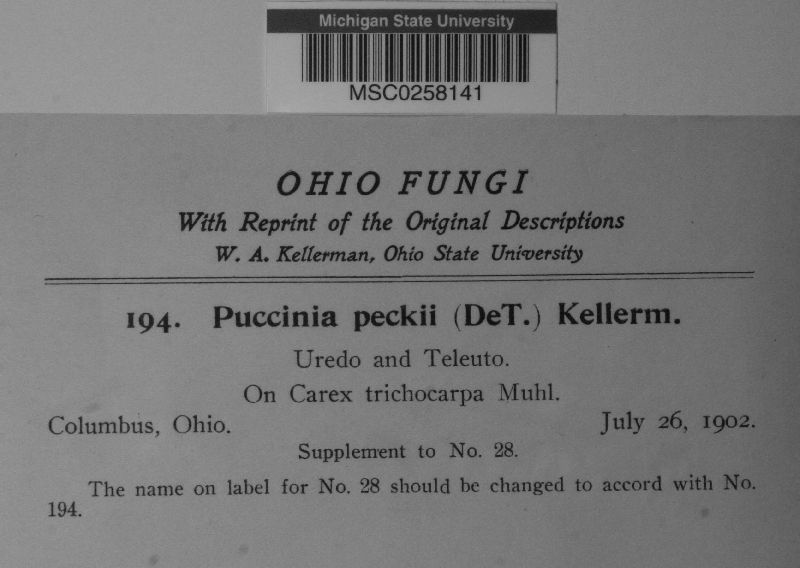 Michigan State University
MSC0258141
OHIO FUNGI
With Reprint of the Original Descriptions
W. A. Kellerman, Ohio State University
194. Puccinia peckii (DeT.) Kellerm.
Uredo and Teleuto.
On Carex trichocarpa Muhl.
Columbus, Ohio. July 26, 1902.
Supplement to No. 28.
The name on label for No. 28 should be changed to accord with No.
194.